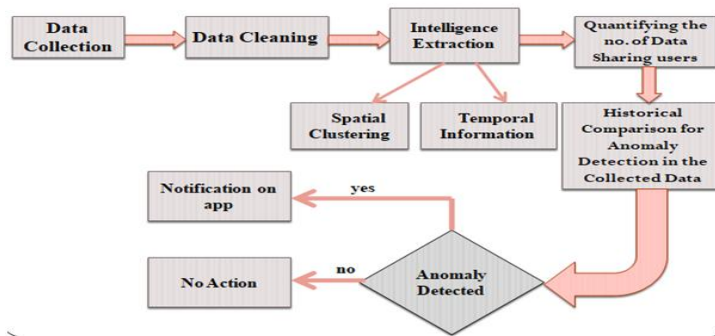 Data
Collection
Data Cleaning
Intelligence
Extraction
Quantifying the
no. of Data
Sharing users
Spatial
Clustering
Temporal
Information
Historical
Comparison for
Anomaly
Detection in the
Collected Data
Notification on
app
yes
No Action
no
Anomaly
Detected